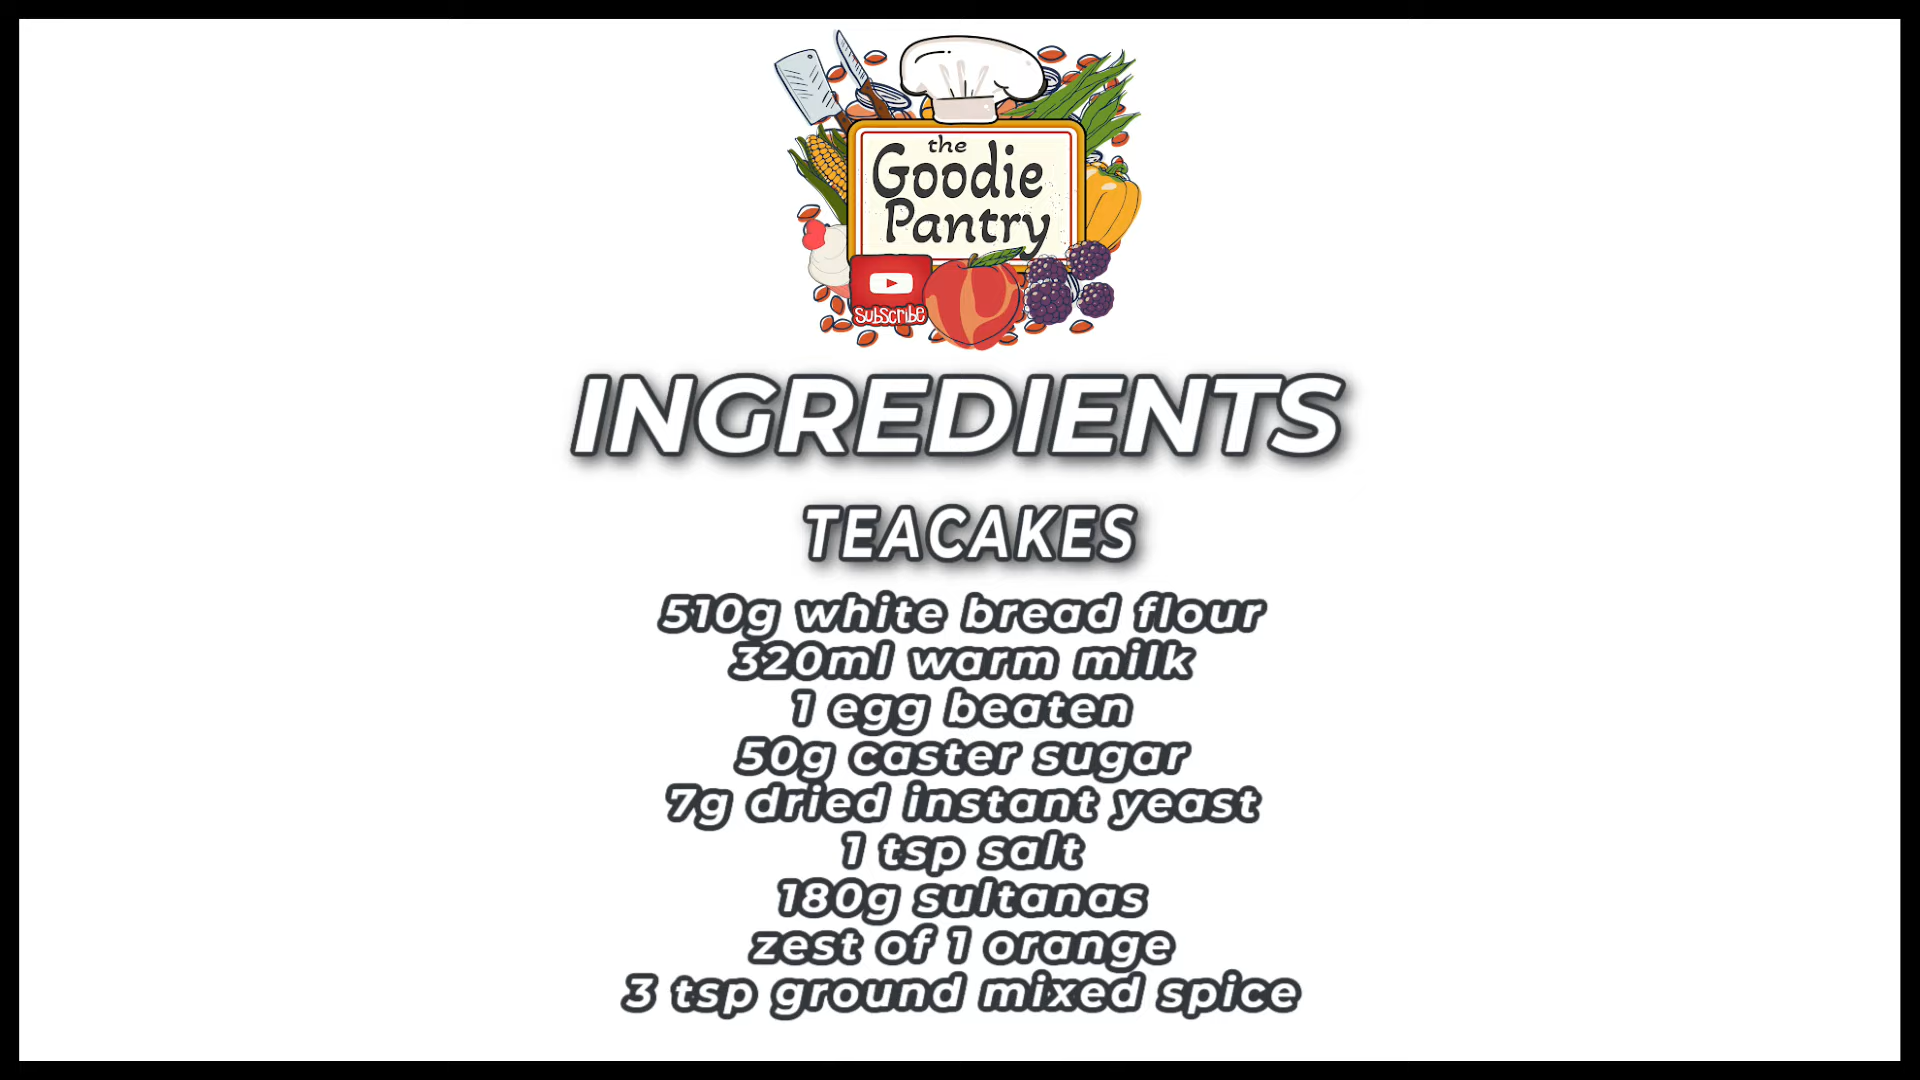 the
Goodie
Pantry
Subscribe
INGREDIENTS
TEACAKES
510g white bread flour
320ml warm milk
1 egg beaten
50g caster sugar
7g dried instant yeast
1 tsp salt
180g sultanas
zest of 1 orange
3 tsp ground mixed spice